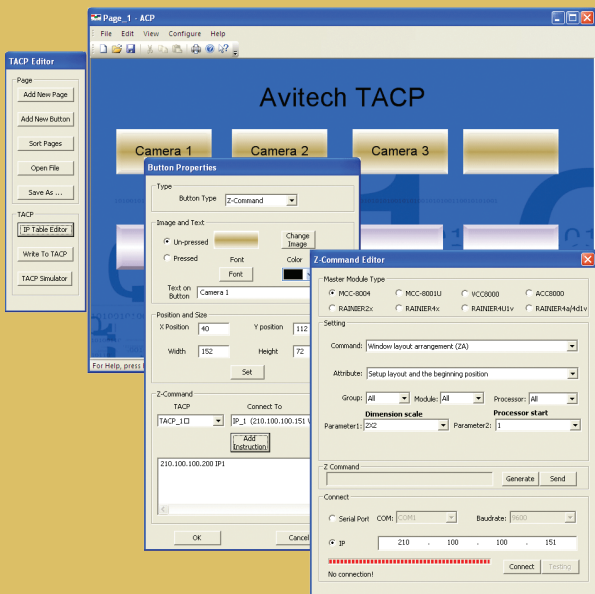 Page_1 - ACP
File Edit View Configure Help
TACP Editor
Page
Add New Page
Add New Button
Sort Pages
Open File
Save As ...
TACP
IP Table Editor
Write To TACP
TACP Simulator
Avitech TACP
Camera 1 Camera 2 Camera 3
For Help, press
Button Properties
Type
Button Type Z-Command
Image and Text
Un-pressed
Change Image
Pressed Font Color
Font
Text on Button Camera 1
Position and Size
X Position 40 Y position 112
Width 152 Height 72
Set
Z-Command
TACP Connect To
TACP_1 IP_1 (210.100.100.151
Add Instruction
210.100.100.200 IP1
OK Cancel
Z-Command Editor
Master Module Type
MCC-8004 MCC-8001U VCC8000 ACC8000
RAINIER2x RAINIER4x RAINIER4U1v RAINIER4a/4d1v
Setting
Command: Window layout arrangement (ZA)
Attribute: Setup layout and the beginning position
Group: All Module: All Processor: All
Dimension scale Processor start
Parameter1: 2X2 Parameter2: 1
Z Command
Generate Send
Connect
Serial Port COM: COM1 Baudrate: 9600
IP 210 . 100 . 100 . 151
Connect Testing
No connection!